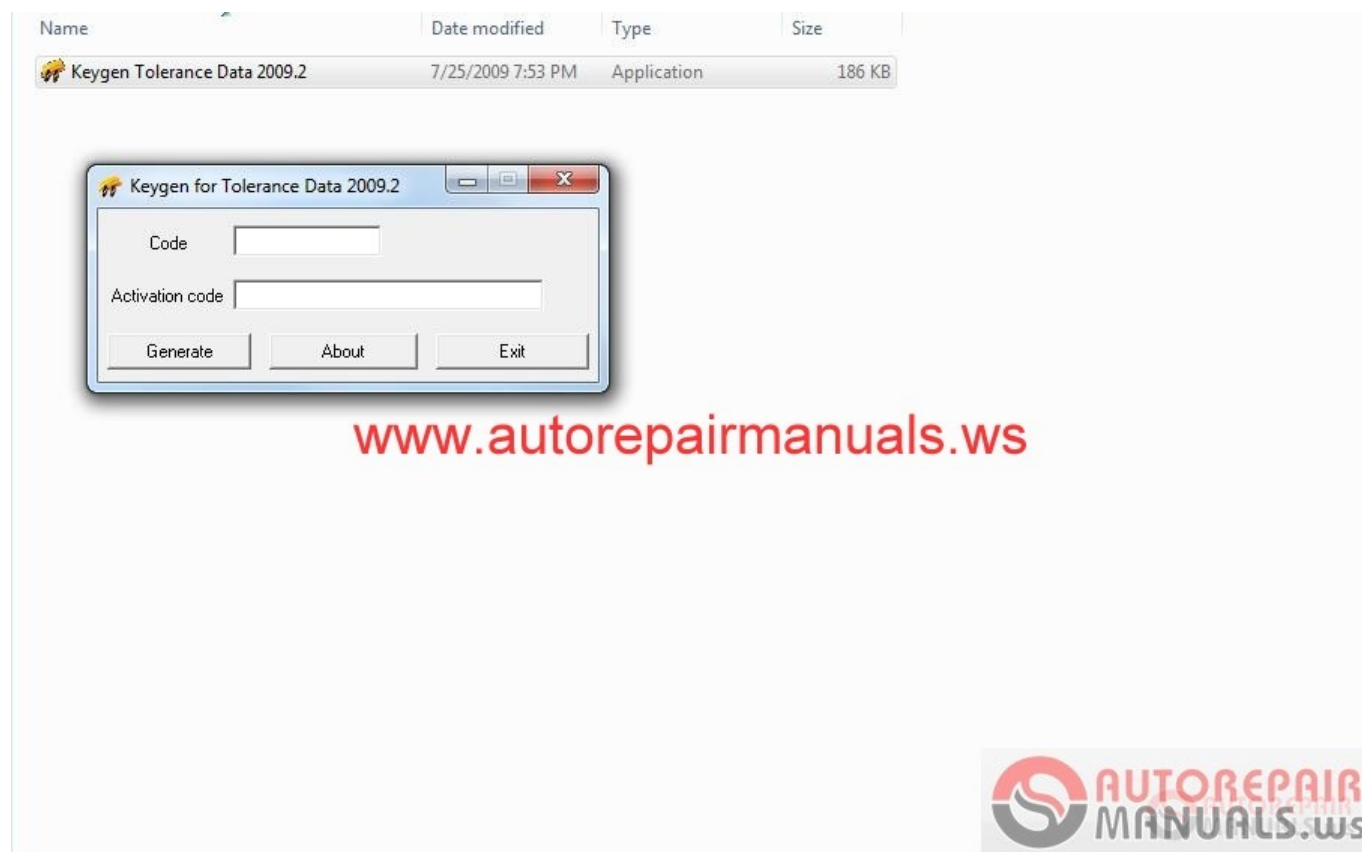 Name Date modified Type Size
Keygen Tolerance Data 2009.2 7/25/2009 7:53 PM Application 186 KB
Keygen for Tolerance Data 2009.2
Code
Activation code
Generate About Exit
www.autorepairmanuals.ws
AUTOREPAIR
MANUALS.ws